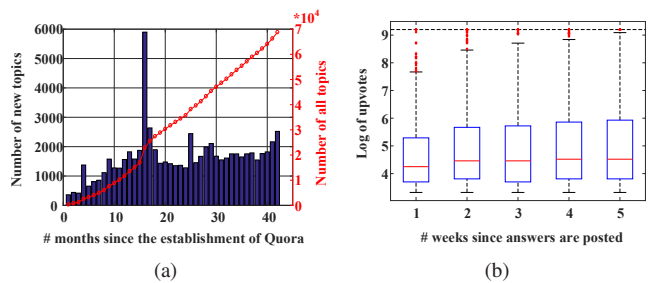 *10^4
6000
5000
4000
3000
2000
1000
0
7
6
5
4
3
2
1
0
0 10 20 30 40
Number of new topics
Number of all topics
# months since the establishment of Quora
(a)
9
8
7
6
5
4
1 2 3 4 5
Log of upvotes
# weeks since answers are posted
(b)